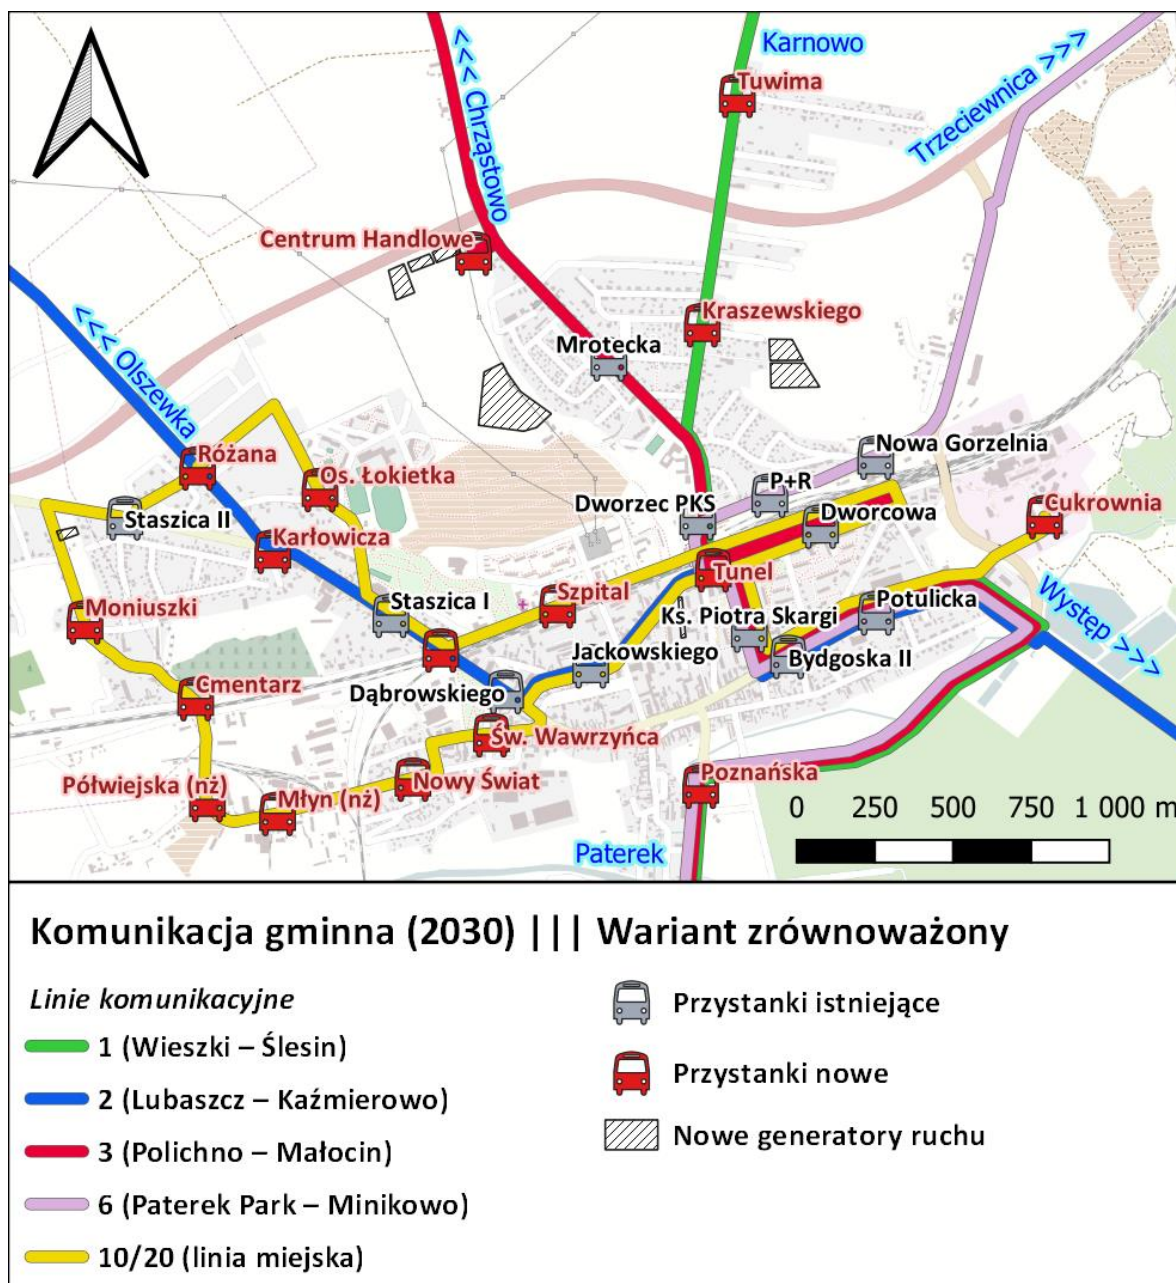 Karnowo
<<< Chrząstowo
Tuwima
Trzeciewnica >>>
Centrum Handlowe
Kraszewskiego
Mrotecka
<<< Olszewka
Różana
Os. Łokietka
Nowa Gorzelnia
P+R
Staszica II
Dworzec PKS
Dworcowa
Cukrownia
Karłowicza
Tunel
Szpital
Staszica I
Moniuszki
Ks. Piotra Skargi
Potulicka
Występ >>>
Jackowskiego
Bydgoska II
Cmentarz
Dąbrowskiego
Św. Wawrzyńca
Półwiejska (nż)
Młyn (nż)
Nowy Świat
Poznańska
0 250 500 750 1 000 m
Paterek
Komunikacja gminna (2030) ||| Wariant zrównoważony
Linie komunikacyjne
1 (Wieszki – Ślesin)
2 (Lubaszcz – Kaźmierowo)
3 (Polichno – Małocin)
6 (Paterek Park – Minikowo)
10/20 (linia miejska)
Przystanki istniejące
Przystanki nowe
Nowe generatory ruchu